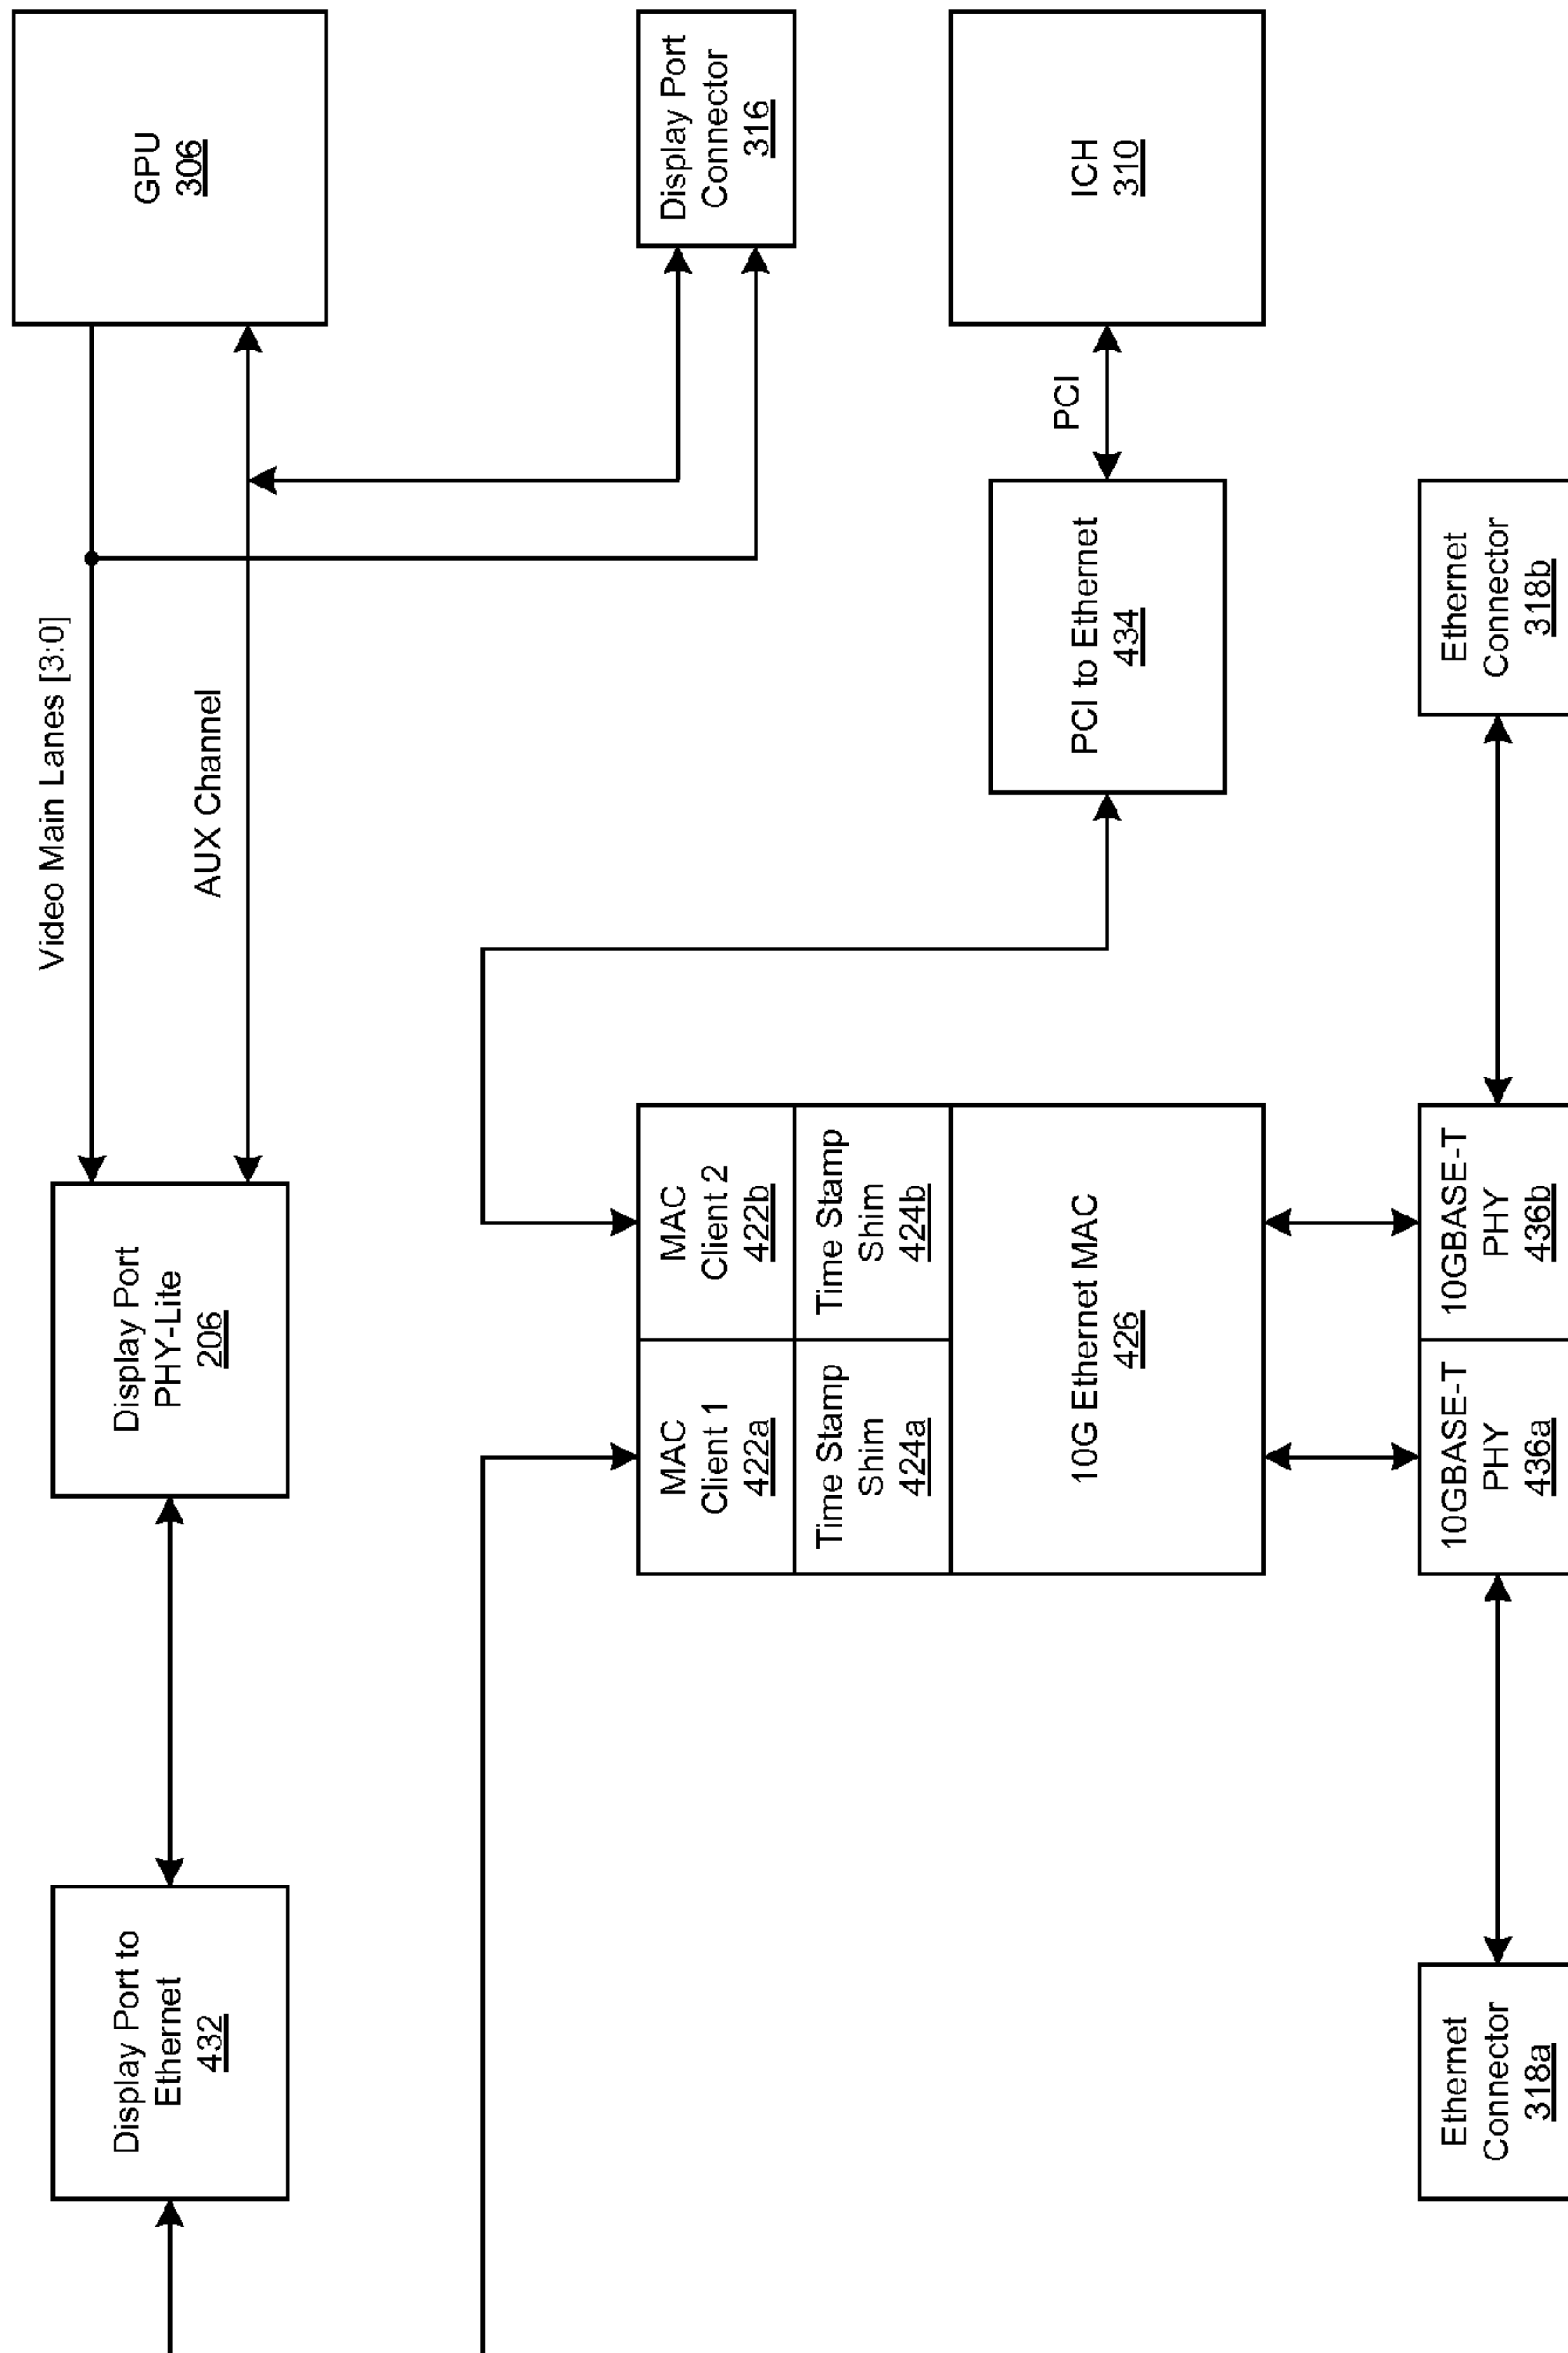 Display Port to
Ethernet
432
Display Port
PHY-Lite
206
Video Main Lanes [3:0]
AUX Channel
GPU
306
Display Port
Connector
316
MAC
Client 1
422a
MAC
Client 2
422b
Time Stamp
Shim
424a
Time Stamp
Shim
424b
10G Ethernet MAC
426
PCI to Ethernet
434
PCI
ICH
310
Ethernet
Connector
318a
10GBASE-T
PHY
436a
10GBASE-T
PHY
436b
Ethernet
Connector
318b